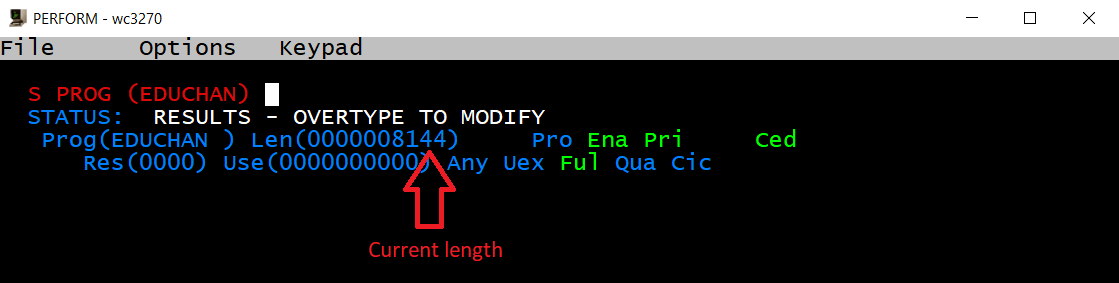 PERFORM - wc3270
File Options Keypad
S PROG (EDUCHAN)
STATUS: RESULTS - OVERTYPE TO MODIFY
Prog(EDUCHAN ) Len(0000008144) Pro Ena Pri Ced
Res(0000) Use(0000000000) Any Uex Ful Qua Cic
Current length